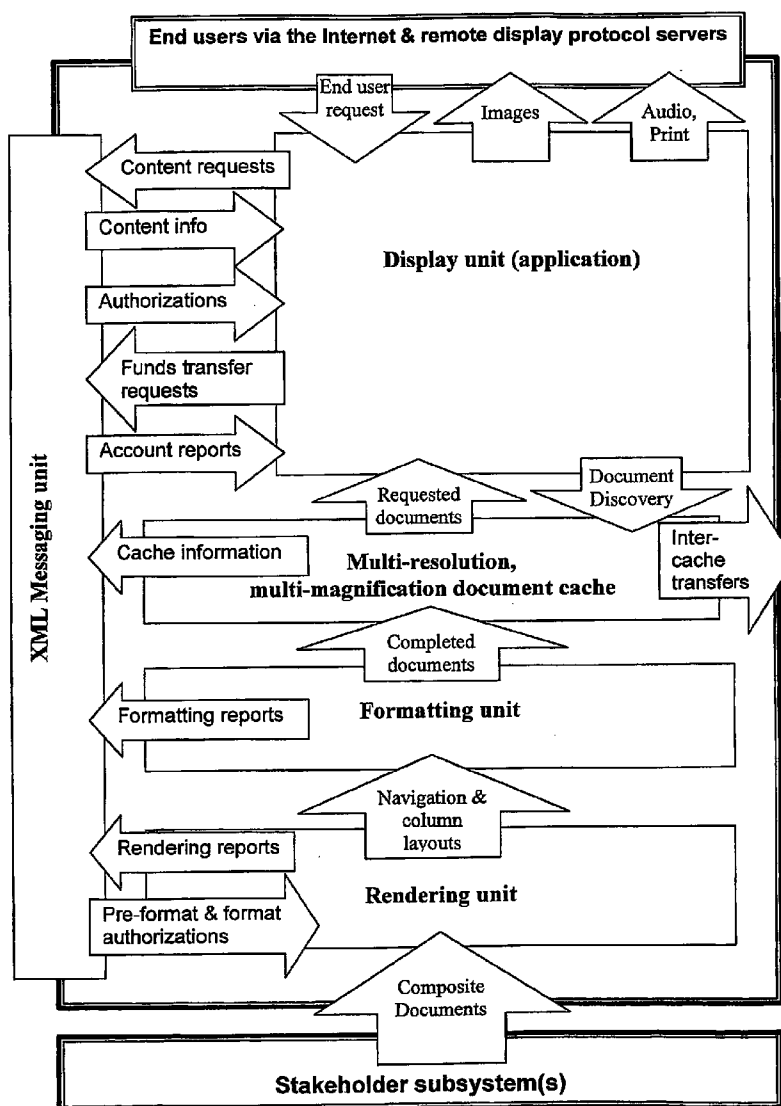 End users via the Internet & remote display protocol servers
End user
request
Images
Audio,
Print
Content requests
Content info
Display unit (application)
Authorizations
Funds transfer
requests
Account reports
Requested
documents
Document
Discovery
XML Messaging unit
Cache information
Multi-resolution,
multi-magnification document cache
Inter-
cache
transfers
Completed
documents
Formatting reports
Formatting unit
Navigation &
column
layouts
Rendering reports
Rendering unit
Pre-format & format
authorizations
Composite
Documents
Stakeholder subsystem(s)